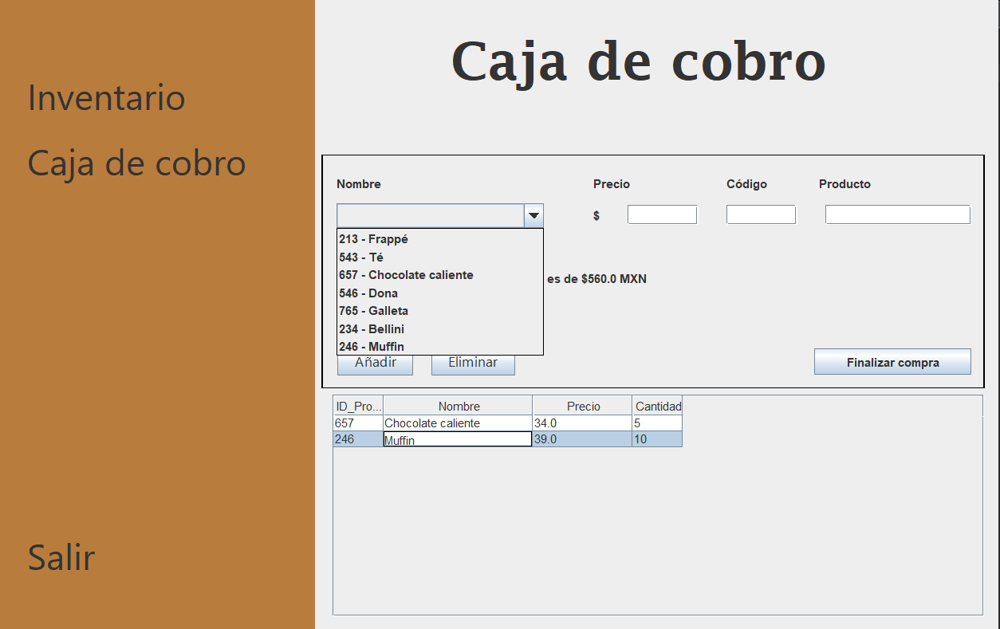 Inventario
Caja de cobro
Salir
Caja de cobro
Nombre Precio Código Producto
$
213 - Frappé
543 - Té
657 - Chocolate caliente
546 - Dona
765 - Galleta
234 - Bellini
246 - Muffin
es de $560.0 MXN
Añadir Eliminar Finalizar compra
ID_Pro... Nombre Precio Cantidad
657 Chocolate caliente 34.0 5
246 Muffin 39.0 10